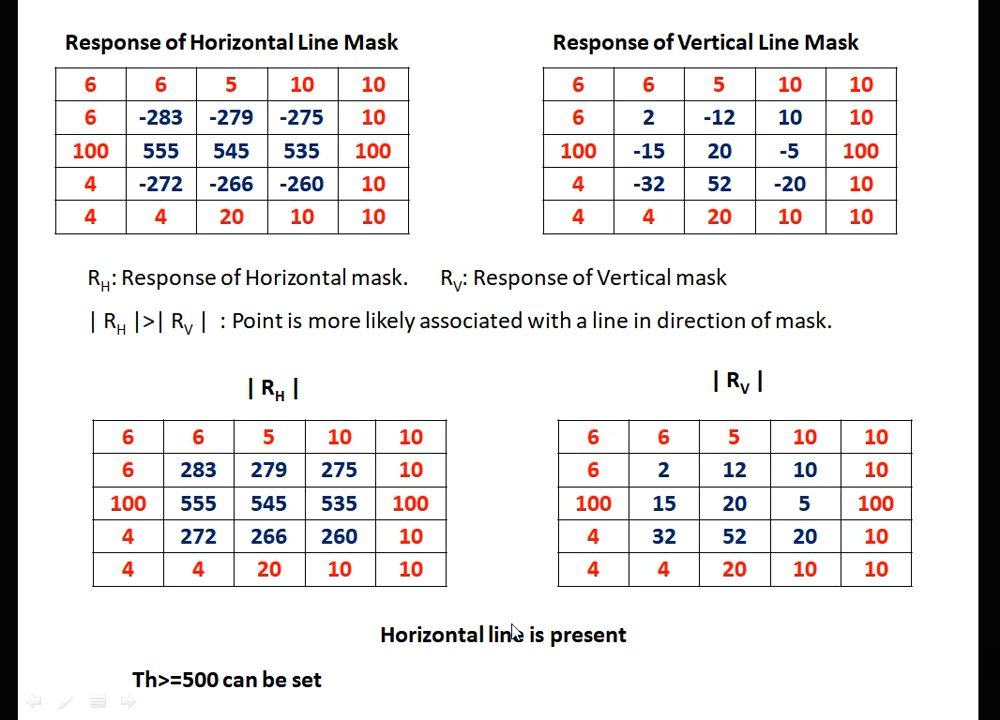 Response of Horizontal Line Mask
6 6 5 10 10
6 -283 -279 -275 10
100 555 545 535 100
4 -272 -266 -260 10
4 4 20 10 10
Response of Vertical Line Mask
6 6 5 10 10
6 2 -12 10 10
100 -15 20 -5 100
4 -32 52 -20 10
4 4 20 10 10
R_H: Response of Horizontal mask. R_V: Response of Vertical mask
| R_H |>| R_V | : Point is more likely associated with a line in direction of mask.
| R_H |
6 6 5 10 10
6 283 279 275 10
100 555 545 535 100
4 272 266 260 10
4 4 20 10 10
| R_V |
6 6 5 10 10
6 2 12 10 10
100 15 20 5 100
4 32 52 20 10
4 4 20 10 10
Horizontal line is present
Th>=500 can be set